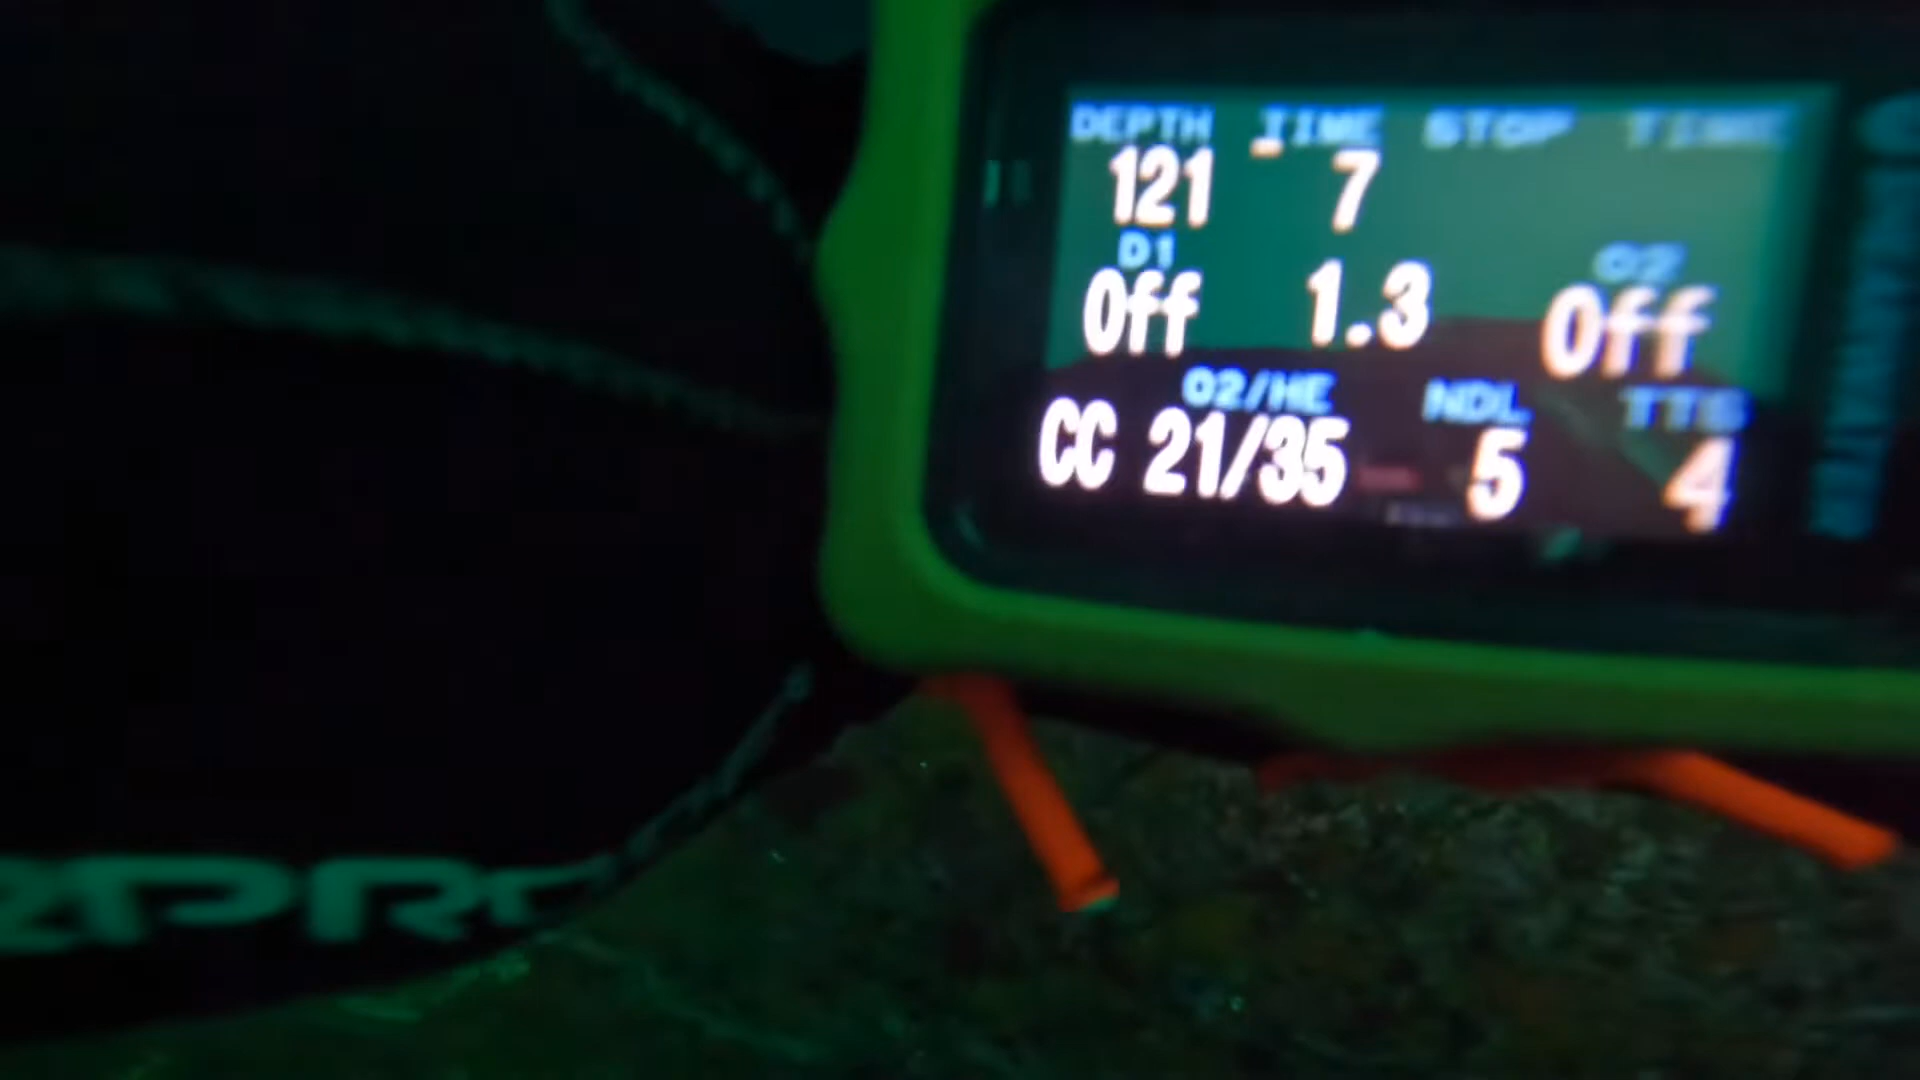 DEPTH TIME STOP TIME
121 7
D1 O2
Off 1.3 Off
O2/HE NDL TTS
CC 21/35 5 4